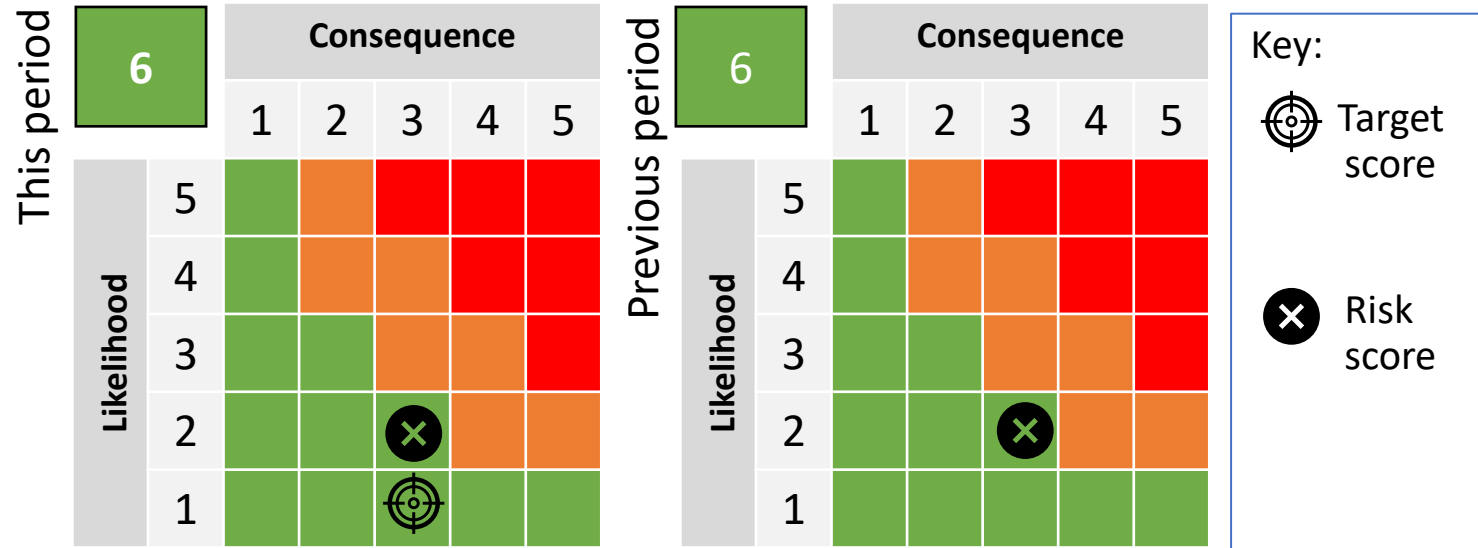 This period
6
Consequence
1 2 3 4 5
Likelihood
5
4
3
2
1
Previous period
6
Consequence
1 2 3 4 5
Likelihood
5
4
3
2
1
Key:
Target
score
Risk
score